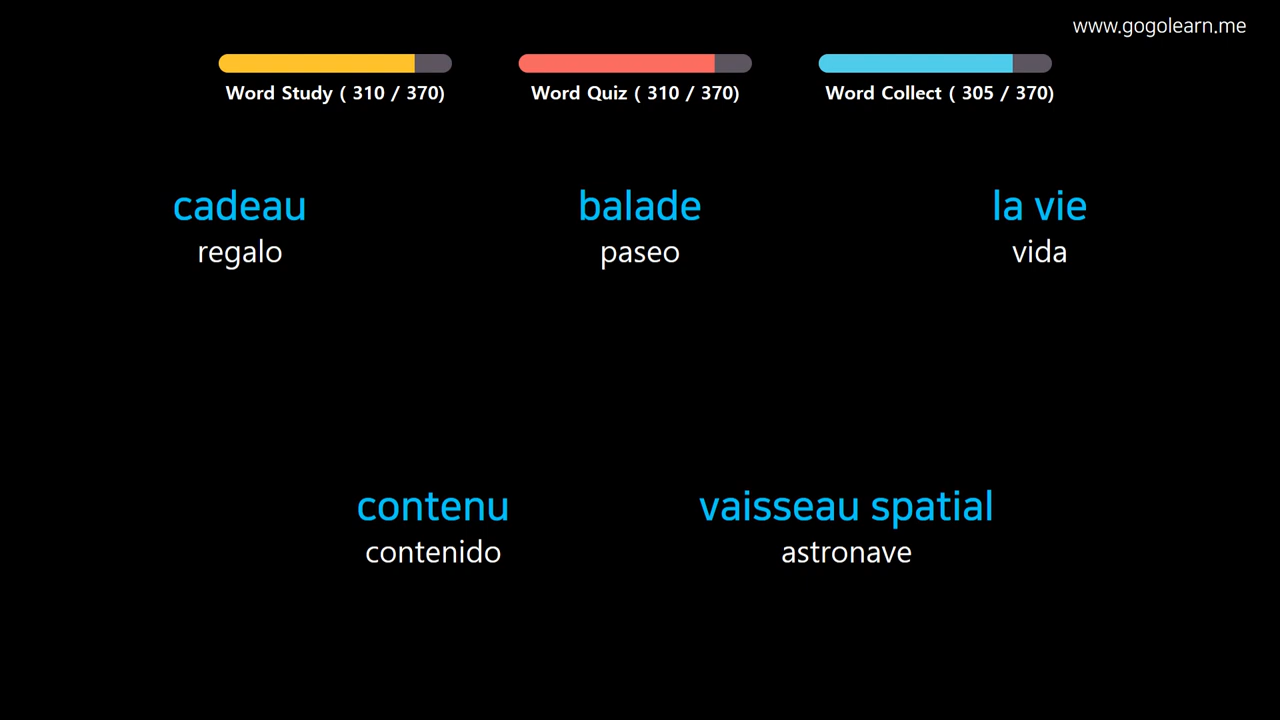 www.gogolearn.me
Word Study ( 310 / 370)
Word Quiz ( 310 / 370)
Word Collect ( 305 / 370)
cadeau
regalo
balade
paseo
la vie
vida
contenu
contenido
vaisseau spatial
astronave